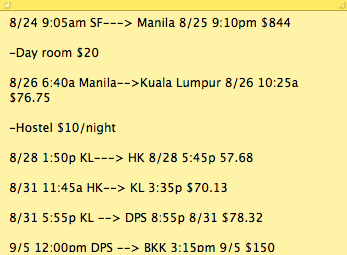 8/24 9:05am SF---> Manila 8/25 9:10pm $844
-Day room $20
8/26 6:40a Manila-->Kuala Lumpur 8/26 10:25a
$76.75
-Hostel $10/night
8/28 1:50p KL---> HK 8/28 5:45p 57.68
8/31 11:45a HK--> KL 3:35p $70.13
8/31 5:55p KL --> DPS 8:55p 8/31 $78.32
9/5 12:00pm DPS --> BKK 3:15pm 9/5 $150